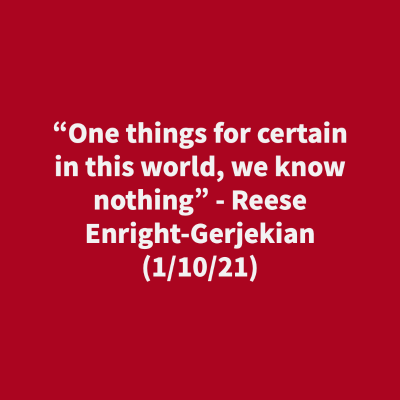 “One things for certain
in this world, we know
nothing” - Reese
Enright-Gerjekian
(1/10/21)